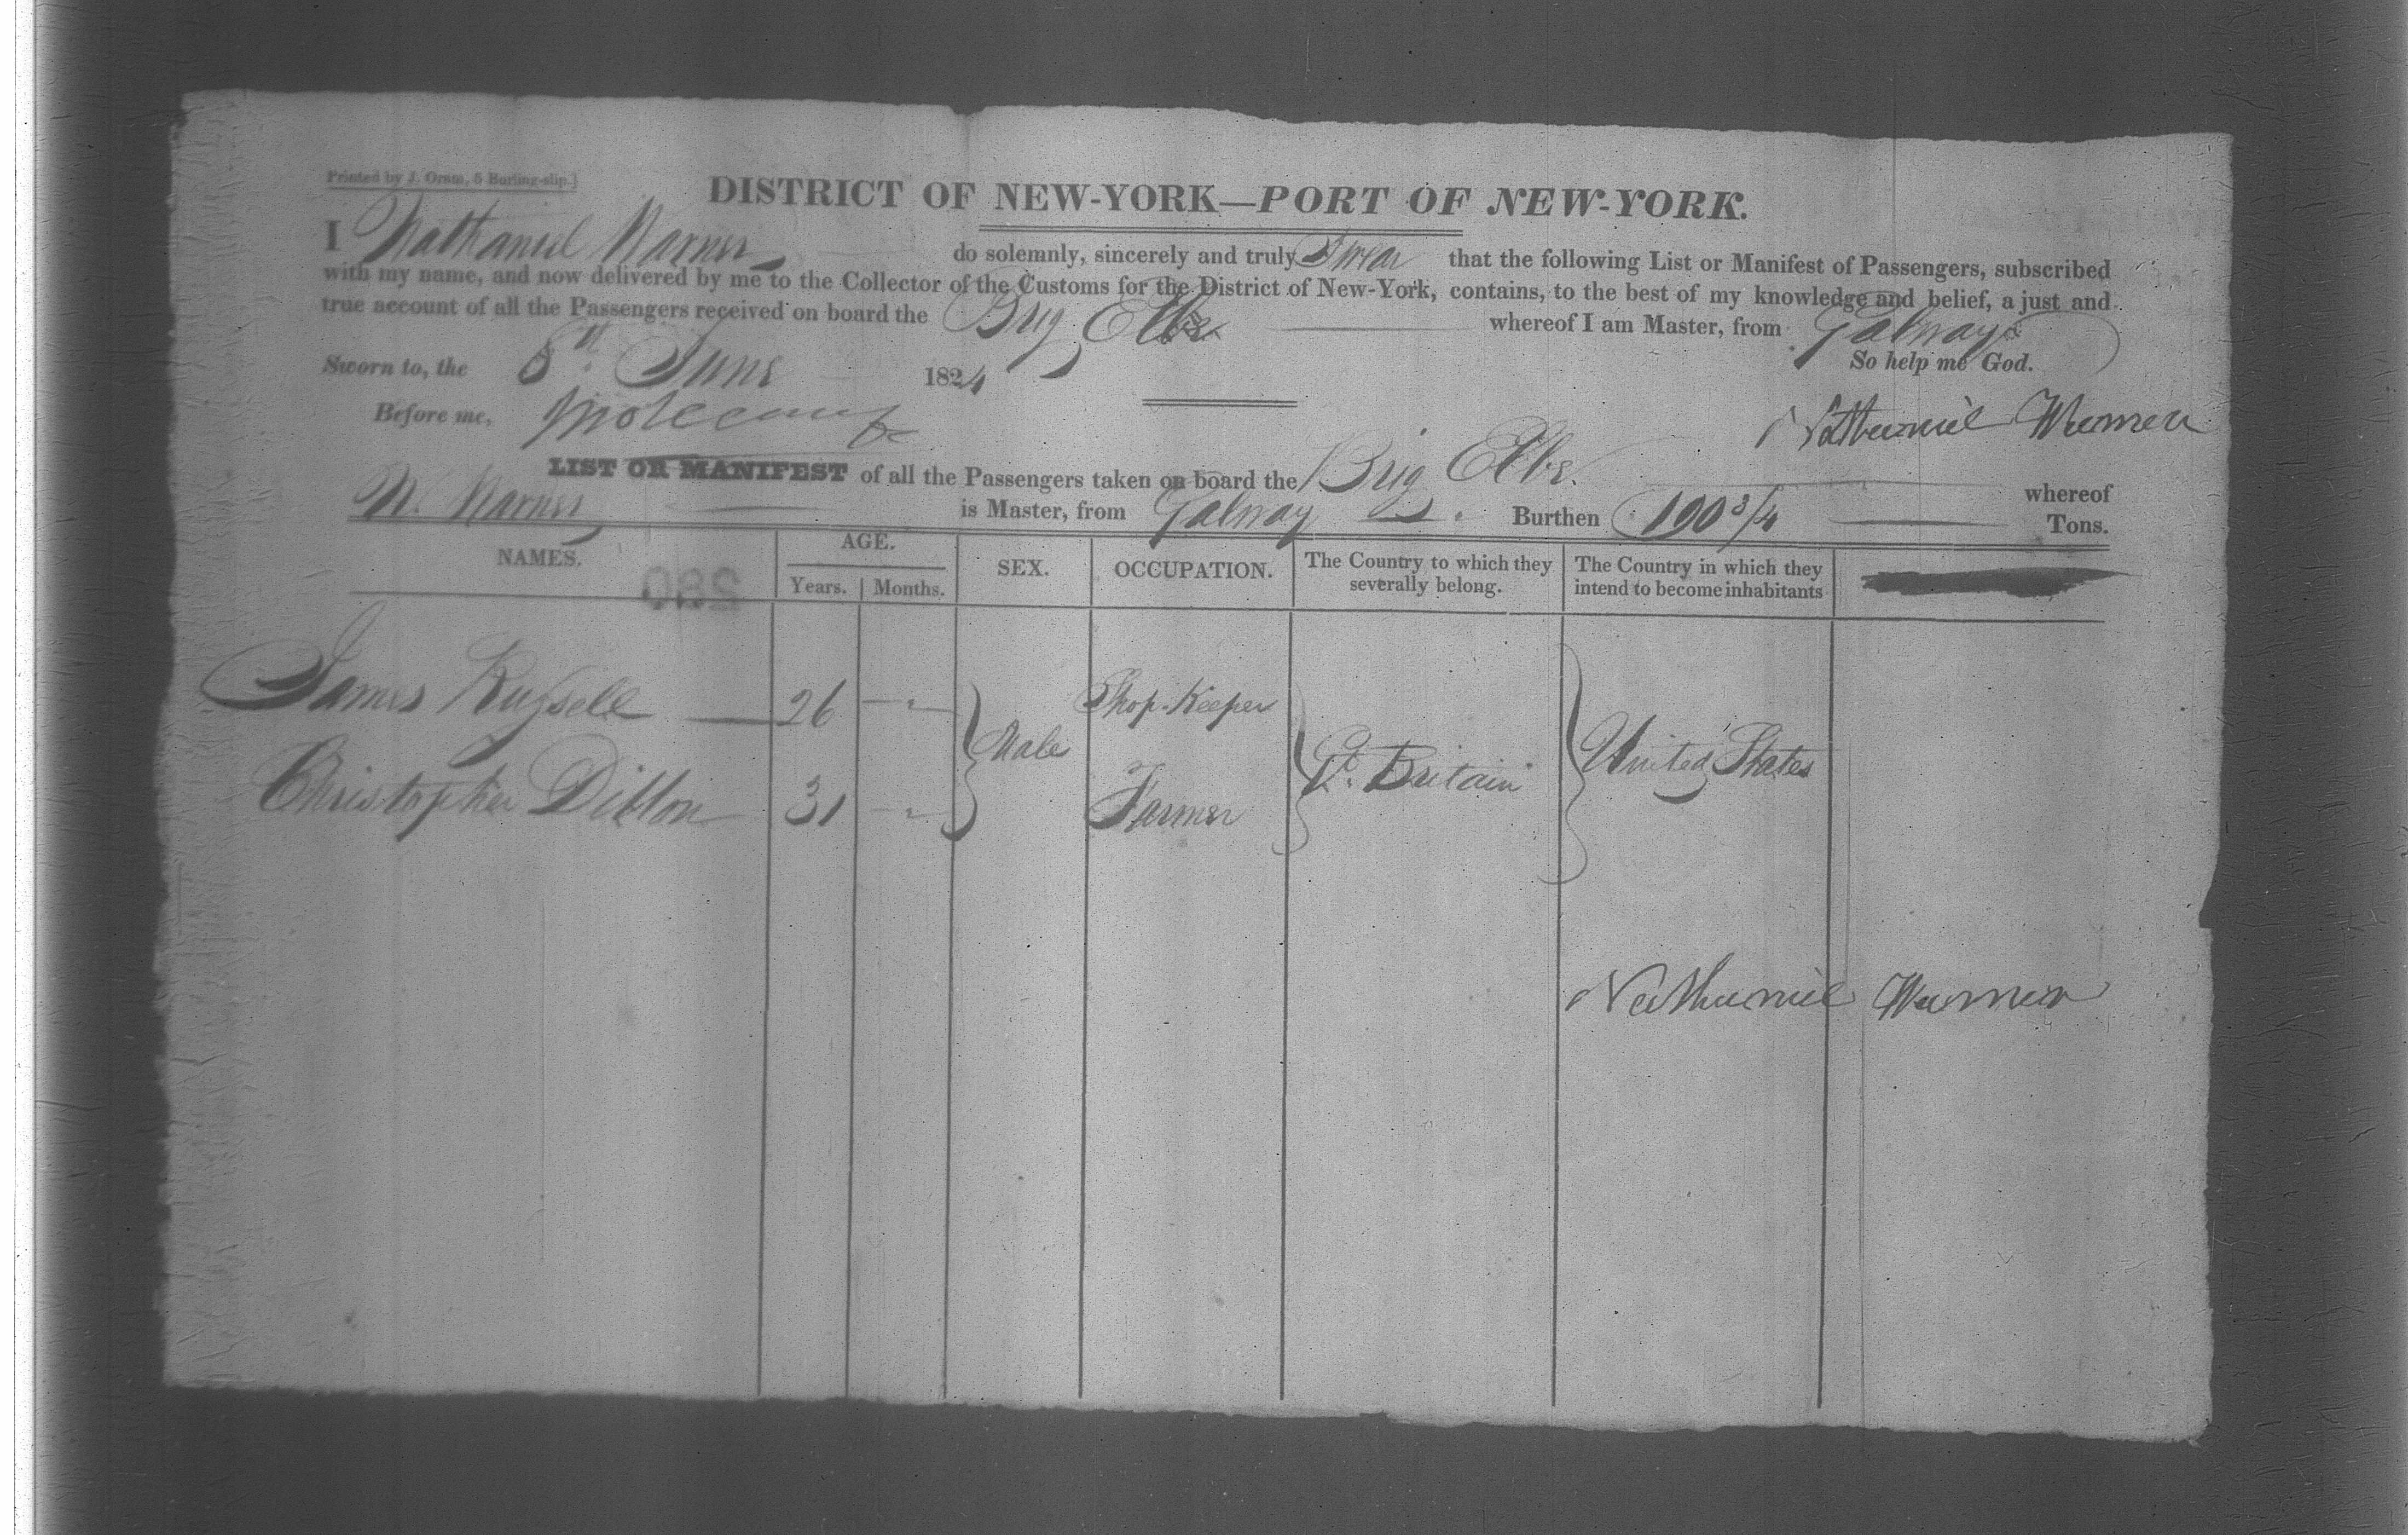 Printed by J. Oram, 5 Burling-slip.]
DISTRICT OF NEW-YORK—PORT OF NEW-YORK.
I Nathaniel Warner do solemnly, sincerely and truly Swear that the following List or Manifest of Passengers, subscribed
with my name, and now delivered by me to the Collector of the Customs for the District of New-York, contains, to the best of my knowledge and belief, a just and
true account of all the Passengers received on board the Brig Elbe whereof I am Master, from Galway
So help me God.
Sworn to, the 8th June 1824
Before me,
Nathaniel Warner
LIST OR MANIFEST of all the Passengers taken on board the Brig Elbe. whereof
N. Warner is Master, from Galway Burthen 190 3/4 Tons.
NAMES. AGE. SEX. OCCUPATION. The Country to which they severally belong. The Country in which they intend to become inhabitants
Years. Months.
280
James Russell 26 Male Shop-Keeper Gt. Britain United States
Christopher Dillon 31 Farmer
Nathaniel Warner